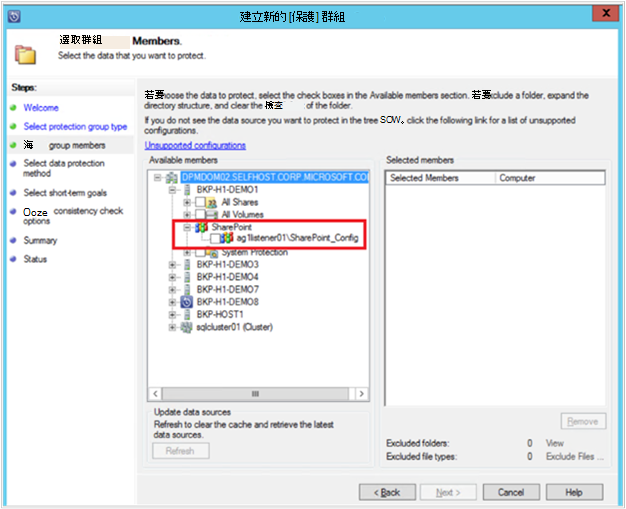 建立新的 [保護] 群組
X
選取群組 Members.
Select the data that you want to protect.
Steps:
Welcome
Select protection group type
海 group members
Select data protection
method
Select short-term goals
Ooze consistency check
options
Summary
Status
若要hoose the data to protect, select the check boxes in the Available members section. 若要xclude a folder, expand the
directory structure, and clear the 檢查 of the folder.
If you do not see the data source you want to protect in the tree SOW。 click the following link for a list of unsupported
configurations.
Unsupported configurations
Available members
DPMDOM02.SELFHOST.CORP.MICROSOFT.CO
BKP-H1-DEMO1
All Shares
All Volumes
SharePoint
ag1listener01\SharePoint_Config
System Protection
BKP-H1-DEMO3
BKP-H1-DEMO4
BKP-H1-DEMO7
BKP-H1-DEMO8
BKP-HOST1
sqlcluster01 (Cluster)
Update data sources
Refresh to clear the cache and retrieve the latest
data sources.
Refresh
Selected members
Selected Members Computer
Remove
Excluded folders: 0 View
Excluded file types: 0 Exclude Files ...
< Back Next > Cancel Help